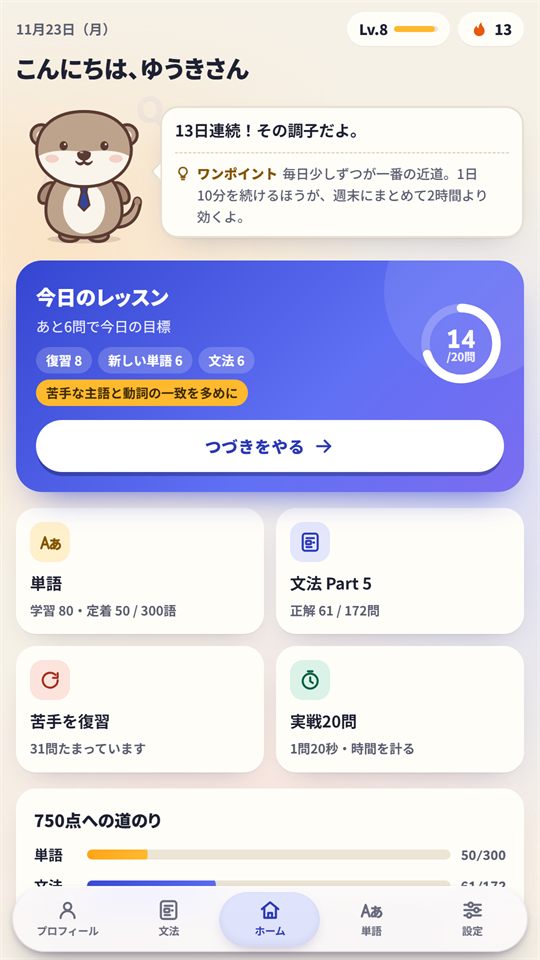 11月23日（月）
Lv.8
13
こんにちは、ゆうきさん
13日連続！その調子だよ。
ワンポイント 毎日少しずつが一番の近道。1日
10分を続けるほうが、週末にまとめて2時間より
効くよ。
今日のレッスン
あと6問で今日の目標
14
/20問
復習 8
新しい単語 6
文法 6
苦手な主語と動詞の一致を多めに
つづきをやる →
Aあ
単語
学習 80・定着 50 / 300語
文法 Part 5
正解 61 / 172問
苦手を復習
31問たまっています
実戦20問
1問20秒・時間を計る
750点への道のり
単語
50/300
文法
61/172
プロフィール
文法
ホーム
Aあ
単語
設定